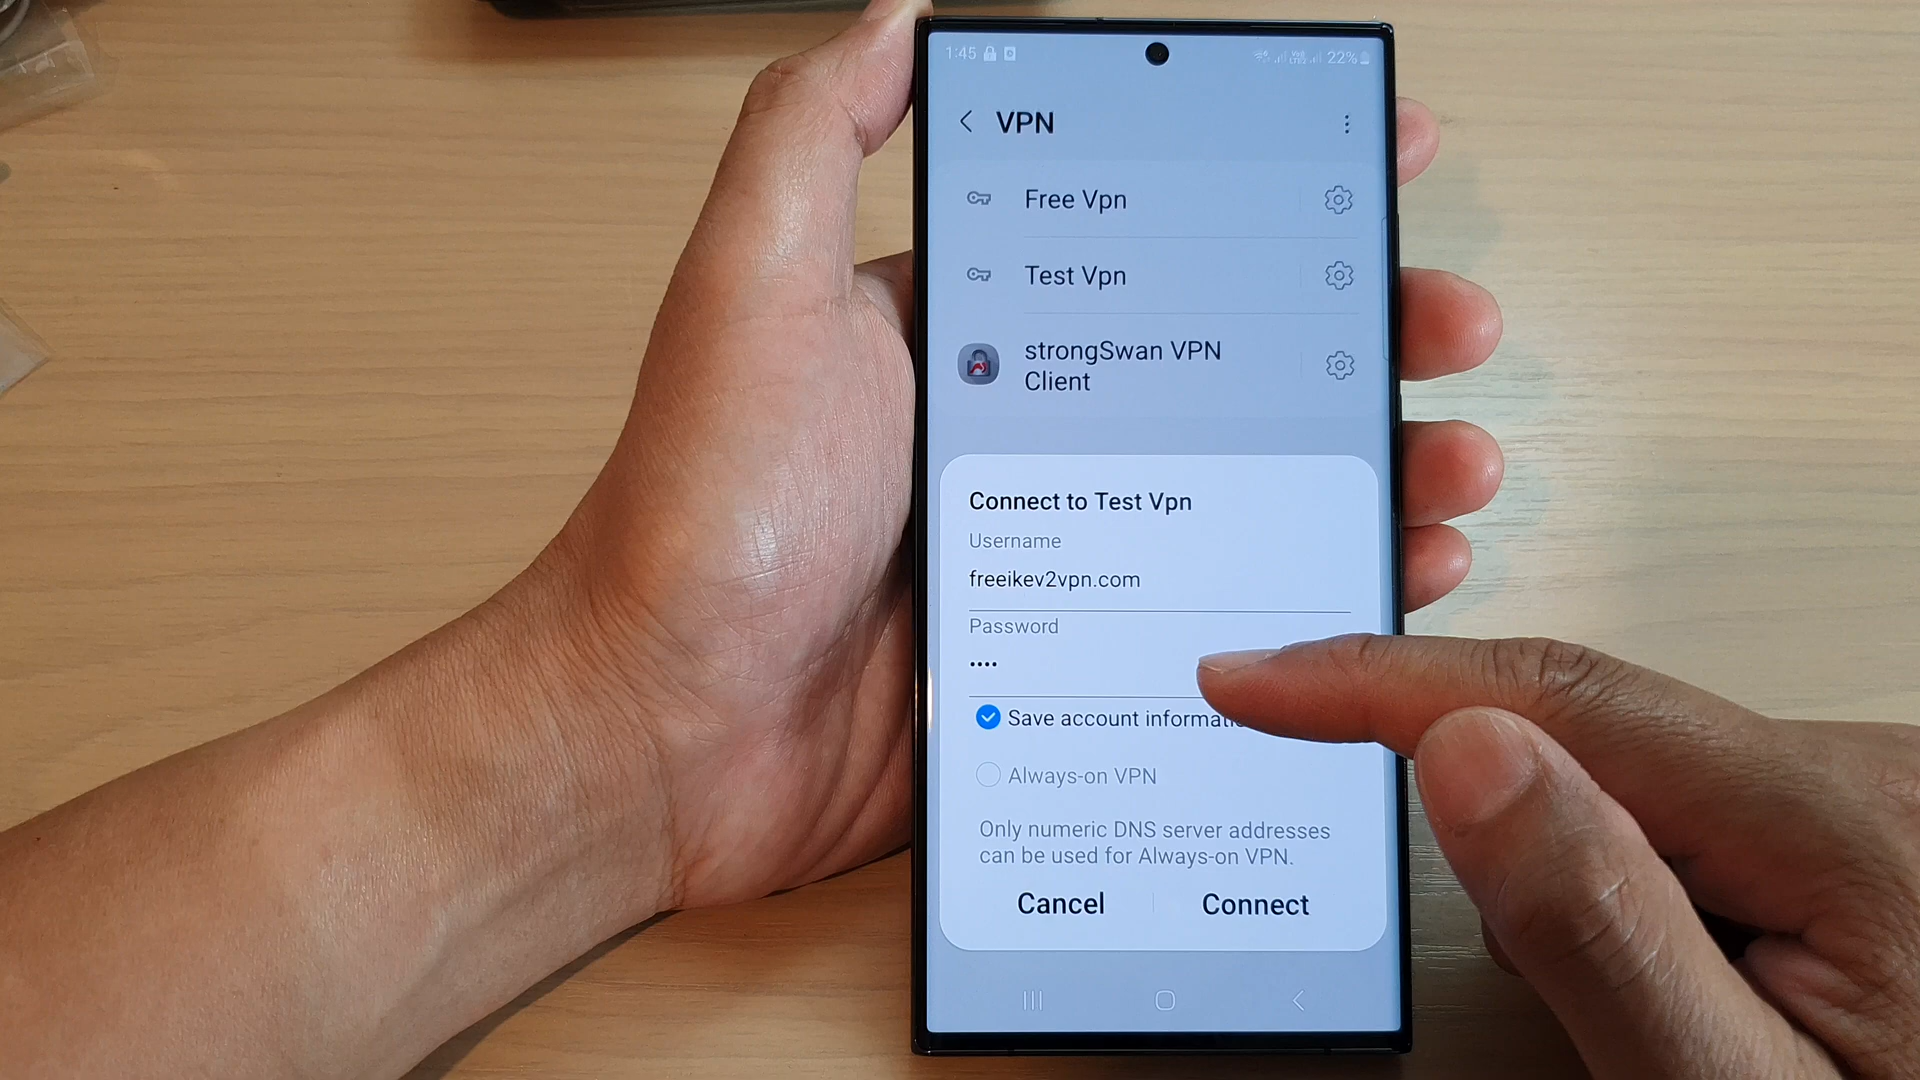 1:45 22%
VPN
Free Vpn
Test Vpn
strongSwan VPN
Client
Connect to Test Vpn
Username
freeikev2vpn.com
Password
••••
Save account informati
Always-on VPN
Only numeric DNS server addresses
can be used for Always-on VPN.
Cancel Connect